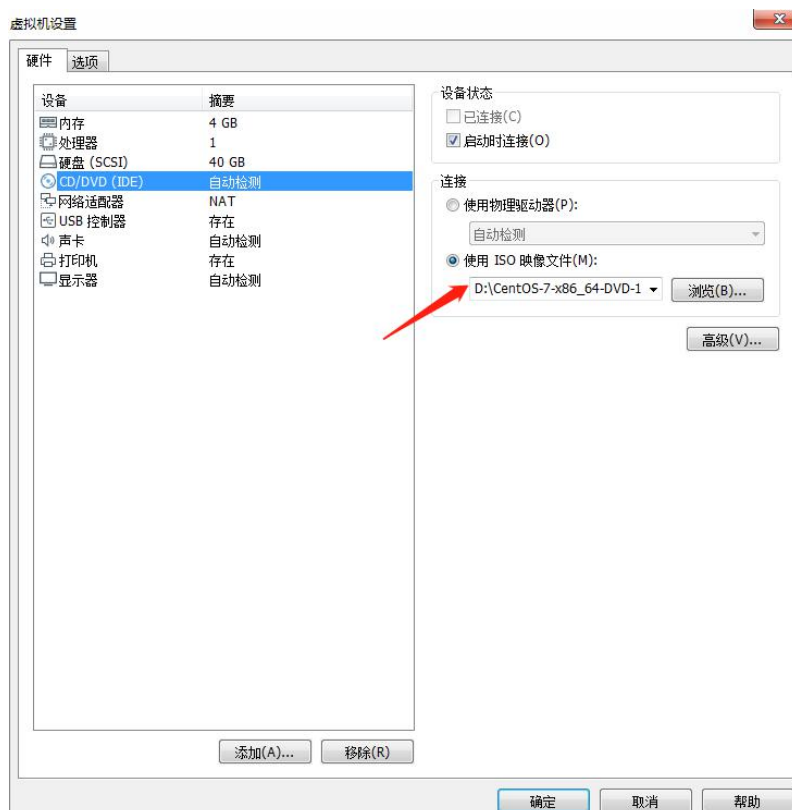 虚拟机设置
硬件 选项
设备 摘要
内存 4 GB
处理器 1
硬盘 (SCSI) 40 GB
CD/DVD (IDE) 自动检测
网络适配器 NAT
USB 控制器 存在
声卡 自动检测
打印机 存在
显示器 自动检测
添加(A)... 移除(R)
设备状态
已连接(C)
启动时连接(O)
连接
使用物理驱动器(P):
自动检测
使用 ISO 映像文件(M):
D:\CentOS-7-x86_64-DVD-1 浏览(B)...
高级(V)...
确定 取消 帮助